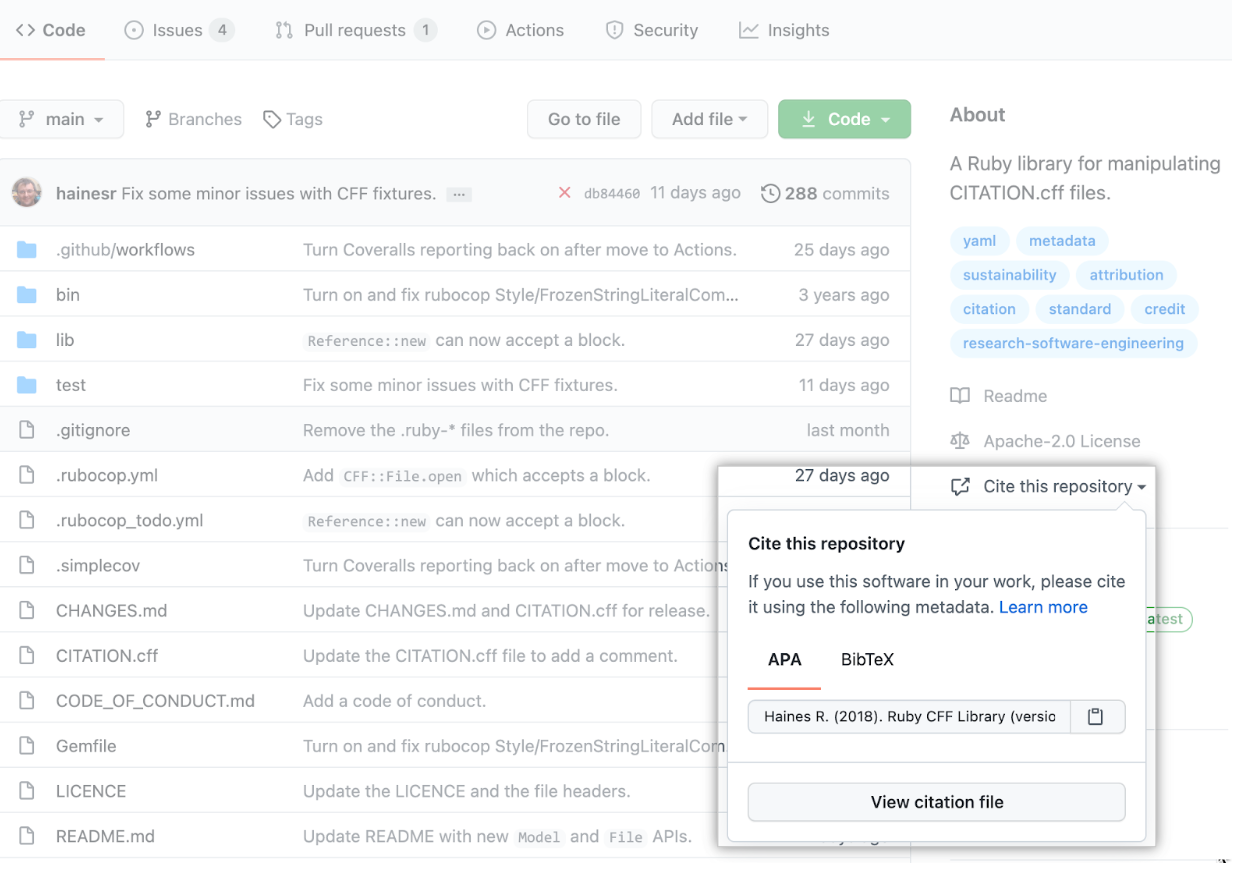 <> Code Issues 4 Pull requests 1 Actions Security Insights
main Branches Tags Go to file Add file Code
hainesr Fix some minor issues with CFF fixtures. ... db84460 11 days ago 288 commits
.github/workflows Turn Coveralls reporting back on after move to Actions. 25 days ago
bin Turn on and fix rubocop Style/FrozenStringLiteralCom... 3 years ago
lib Reference::new can now accept a block. 27 days ago
test Fix some minor issues with CFF fixtures. 11 days ago
.gitignore Remove the .ruby-* files from the repo. last month
.rubocop.yml Add CFF::File.open which accepts a block. 27 days ago
.rubocop_todo.yml Reference::new can now accept a block.
.simplecov Turn Coveralls reporting back on after move to Actions
CHANGES.md Update CHANGES.md and CITATION.cff for release.
CITATION.cff Update the CITATION.cff file to add a comment.
CODE_OF_CONDUCT.md Add a code of conduct.
Gemfile Turn on and fix rubocop Style/FrozenStringLiteralCom
LICENCE Update the LICENCE and the file headers.
README.md Update README with new Model and File APIs.
About
A Ruby library for manipulating
CITATION.cff files.
yaml metadata
sustainability attribution
citation standard credit
research-software-engineering
Readme
Apache-2.0 License
Cite this repository
Cite this repository
If you use this software in your work, please cite
it using the following metadata. Learn more
APA BibTeX
Haines R. (2018). Ruby CFF Library (versio
View citation file